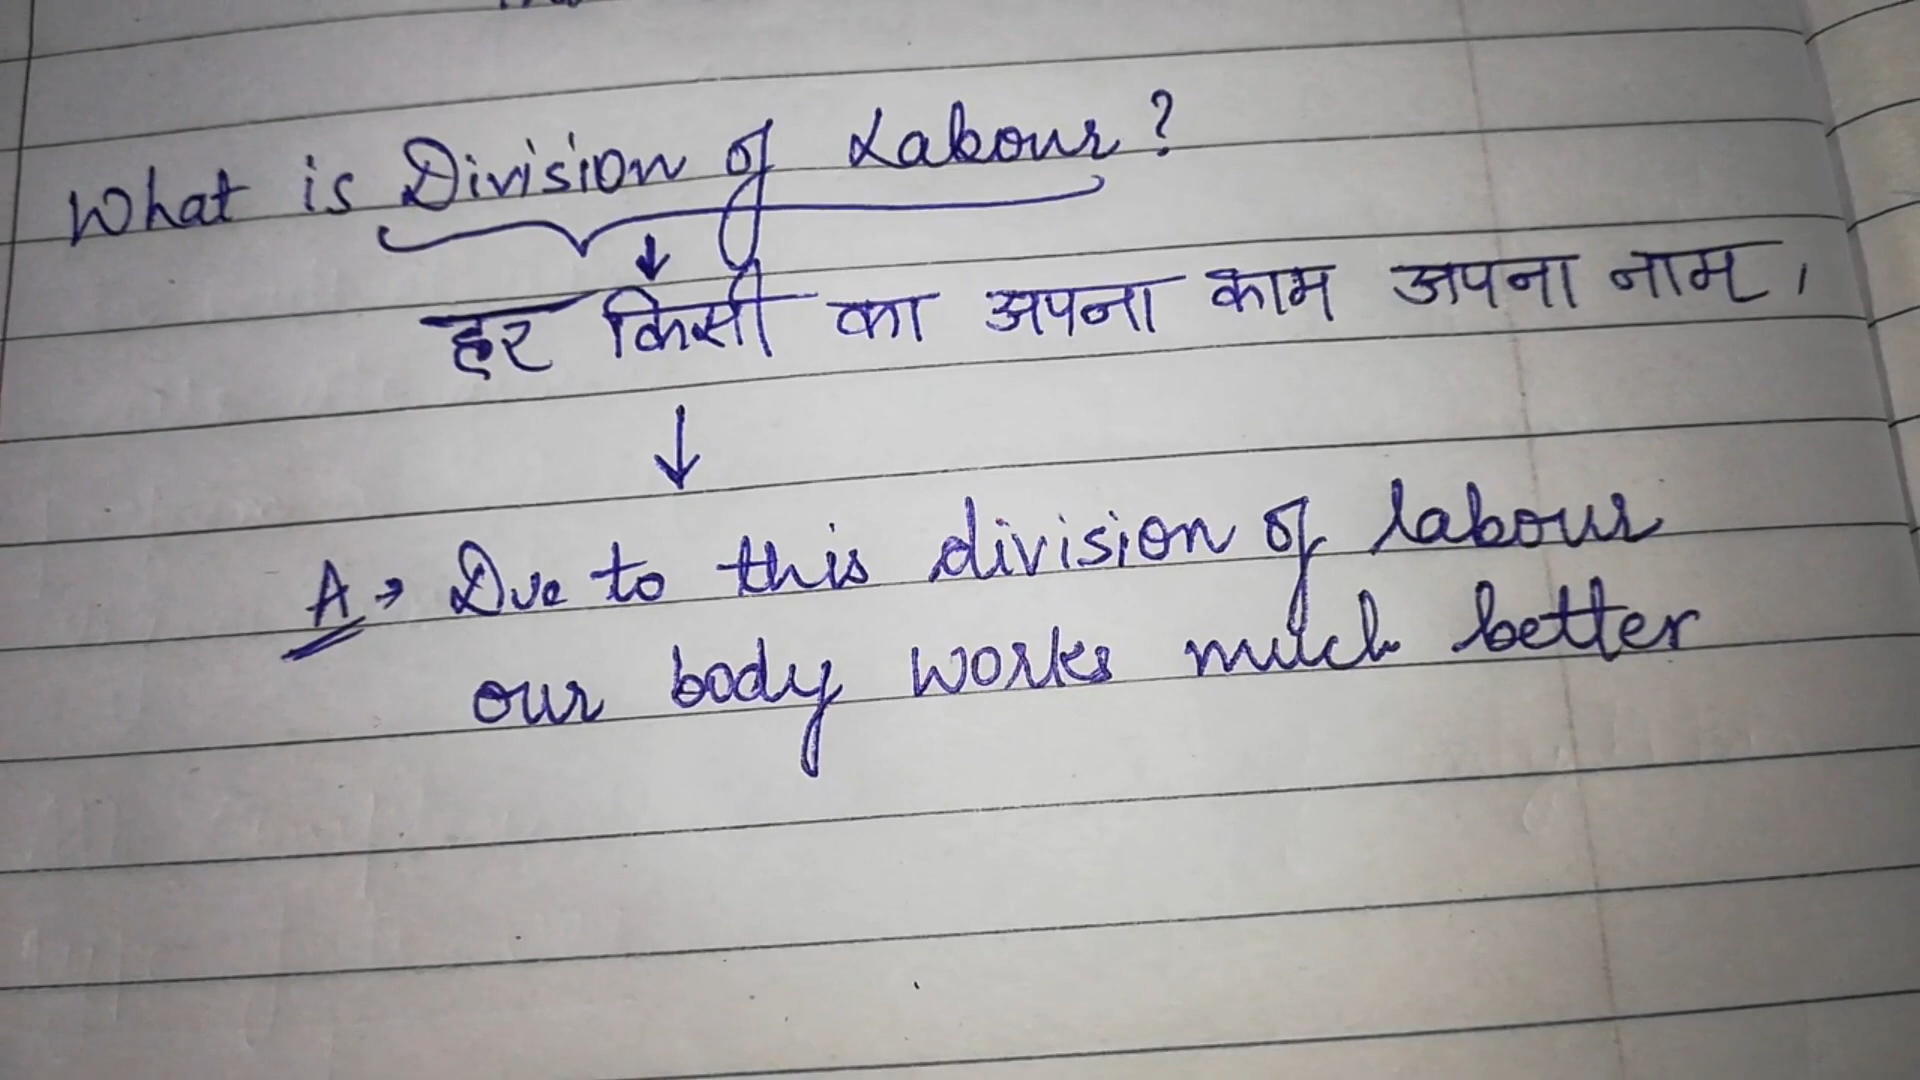 What is Division of Labour?
↓
हर किसी का अपना काम अपना नाम।
↓
A → Due to this division of labour
our body works much better